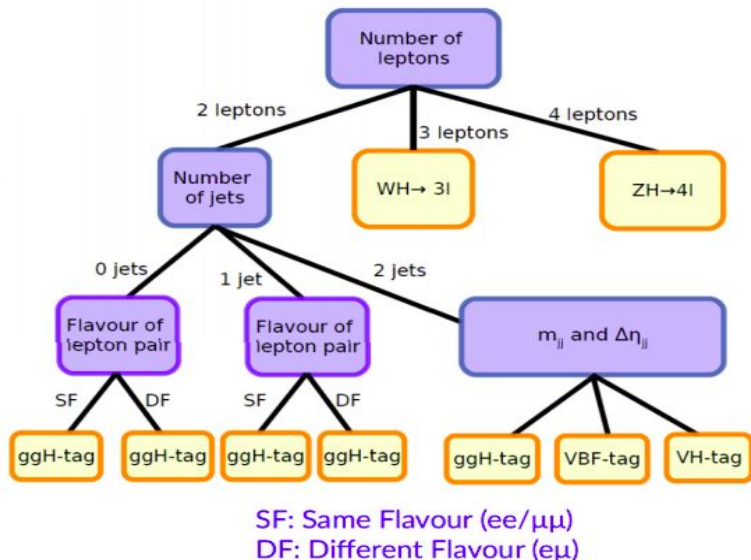 Number of
leptons
2 leptons
3 leptons
4 leptons
Number
of jets
WH→ 3l
ZH→4l
0 jets
1 jet
2 jets
Flavour of
lepton pair
Flavour of
lepton pair
mjj and Δηjj
SF
DF
SF
DF
ggH-tag
ggH-tag
ggH-tag
ggH-tag
ggH-tag
VBF-tag
VH-tag
SF: Same Flavour (ee/μμ)
DF: Different Flavour (eμ)